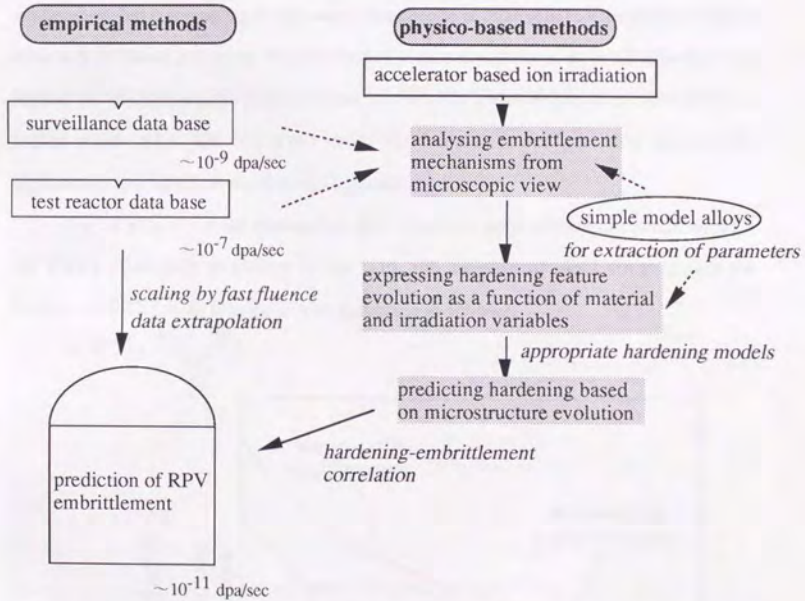 empirical methods
physico-based methods
accelerator based ion irradiation
surveillance data base
~10-9 dpa/sec
test reactor data base
~10-7 dpa/sec
analysing embrittlement
mechanisms from
microscopic view
simple model alloys
for extraction of parameters
scaling by fast fluence
data extrapolation
expressing hardening feature
evolution as a function of material
and irradiation variables
appropriate hardening models
predicting hardening based
on microstructure evolution
hardening-embrittlement
correlation
prediction of RPV
embrittlement
~10-11 dpa/sec